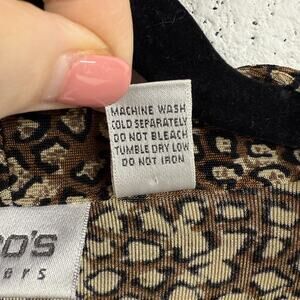 MACHINE WASH
COLD SEPARATELY
DO NOT BLEACH
TUMBLE DRY LOW
DO NOT IRON